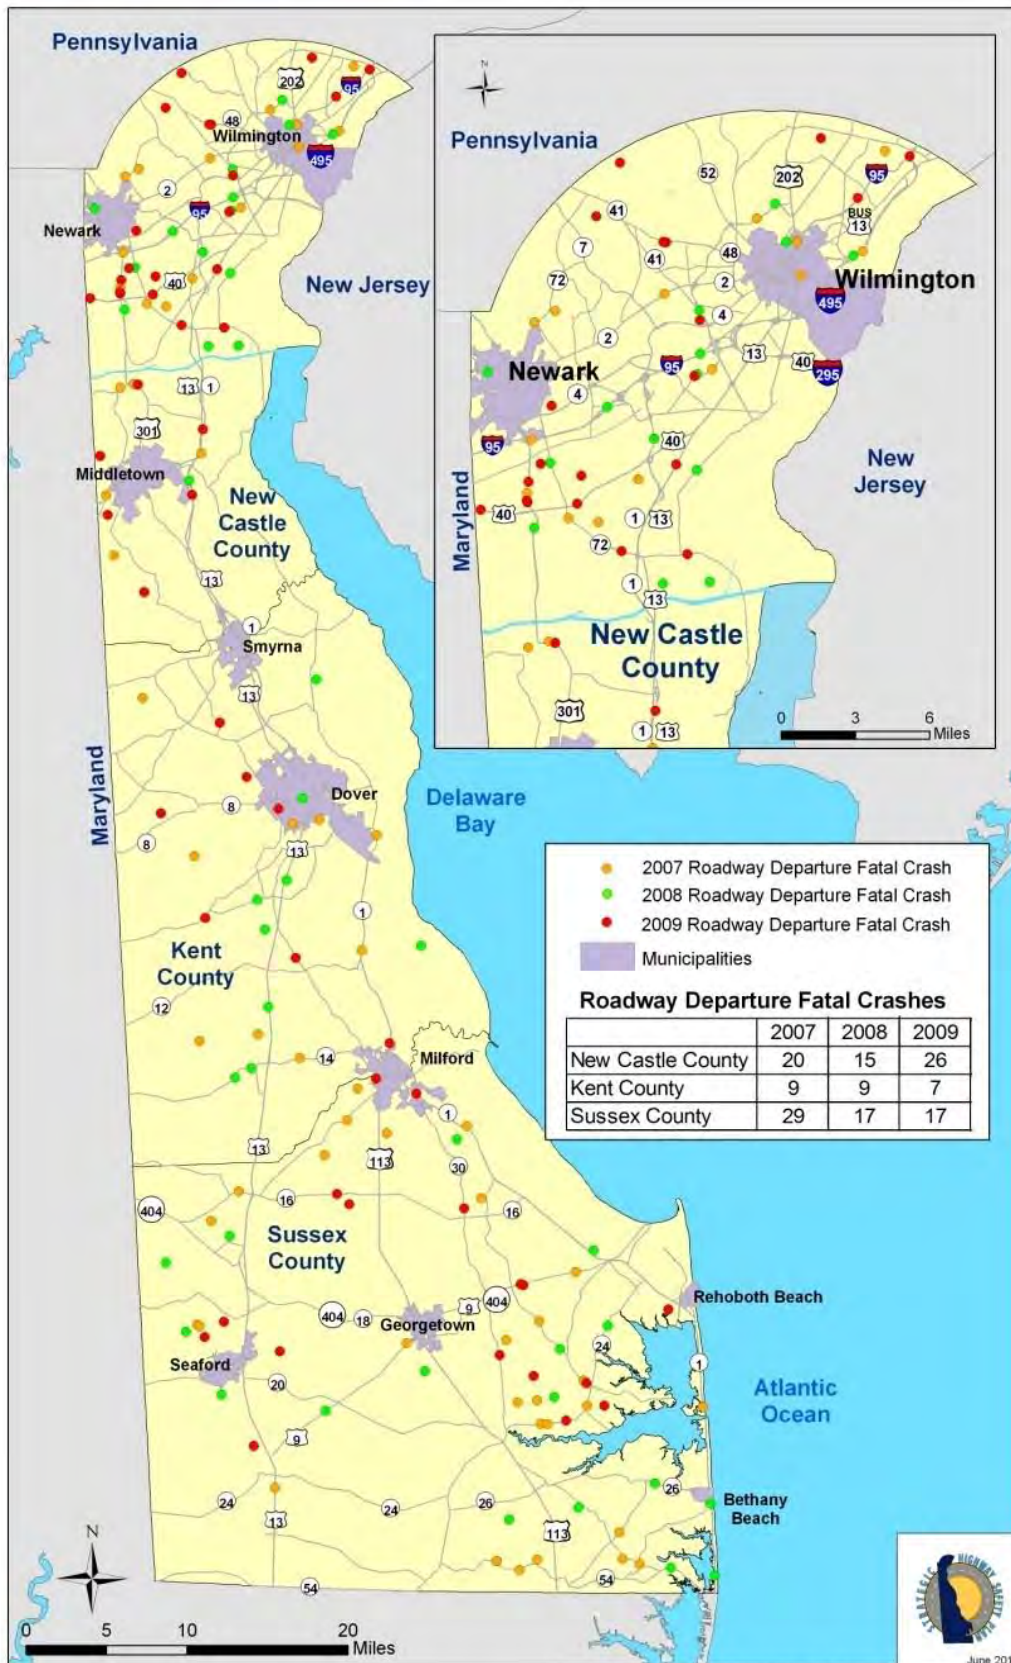 Pennsylvania
202
95
48
Wilmington
495
2
95
Newark
40
New Jersey
13
1
301
Middletown
New
Castle
County
13
1
Smyrna
13
Maryland
8
Dover
8
13
Delaware
Bay
1
Kent
County
12
14
Milford
1
13
113
30
404
16
16
Sussex
County
404
9
404
18
Georgetown
Rehoboth Beach
24
1
Seaford
20
Atlantic
Ocean
9
24
24
26
26
Bethany
Beach
13
113
54
54
N
0 5 10 20
Miles
Pennsylvania
52
202
95
BUS
13
41
7
41
48
72
2
Wilmington
495
4
2
13
40
295
95
Newark
4
95
40
New
Jersey
Maryland
40
1
13
72
1
13
New Castle
County
301
1
13
0 3 6
Miles
2007 Roadway Departure Fatal Crash
2008 Roadway Departure Fatal Crash
2009 Roadway Departure Fatal Crash
Municipalities
Roadway Departure Fatal Crashes
2007 2008 2009
New Castle County 20 15 26
Kent County 9 9 7
Sussex County 29 17 17
STRATEGIC HIGHWAY SAFETY PLAN
June 201